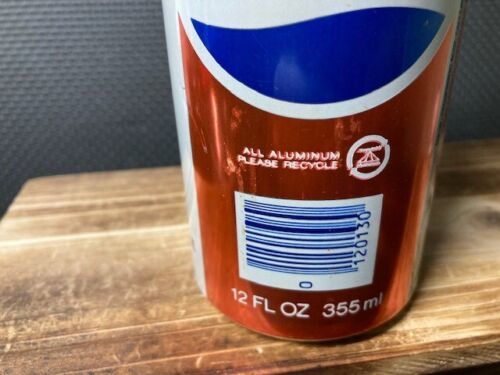 ALL ALUMINUM
PLEASE RECYCLE
120130
0
12 FL OZ 355 ml